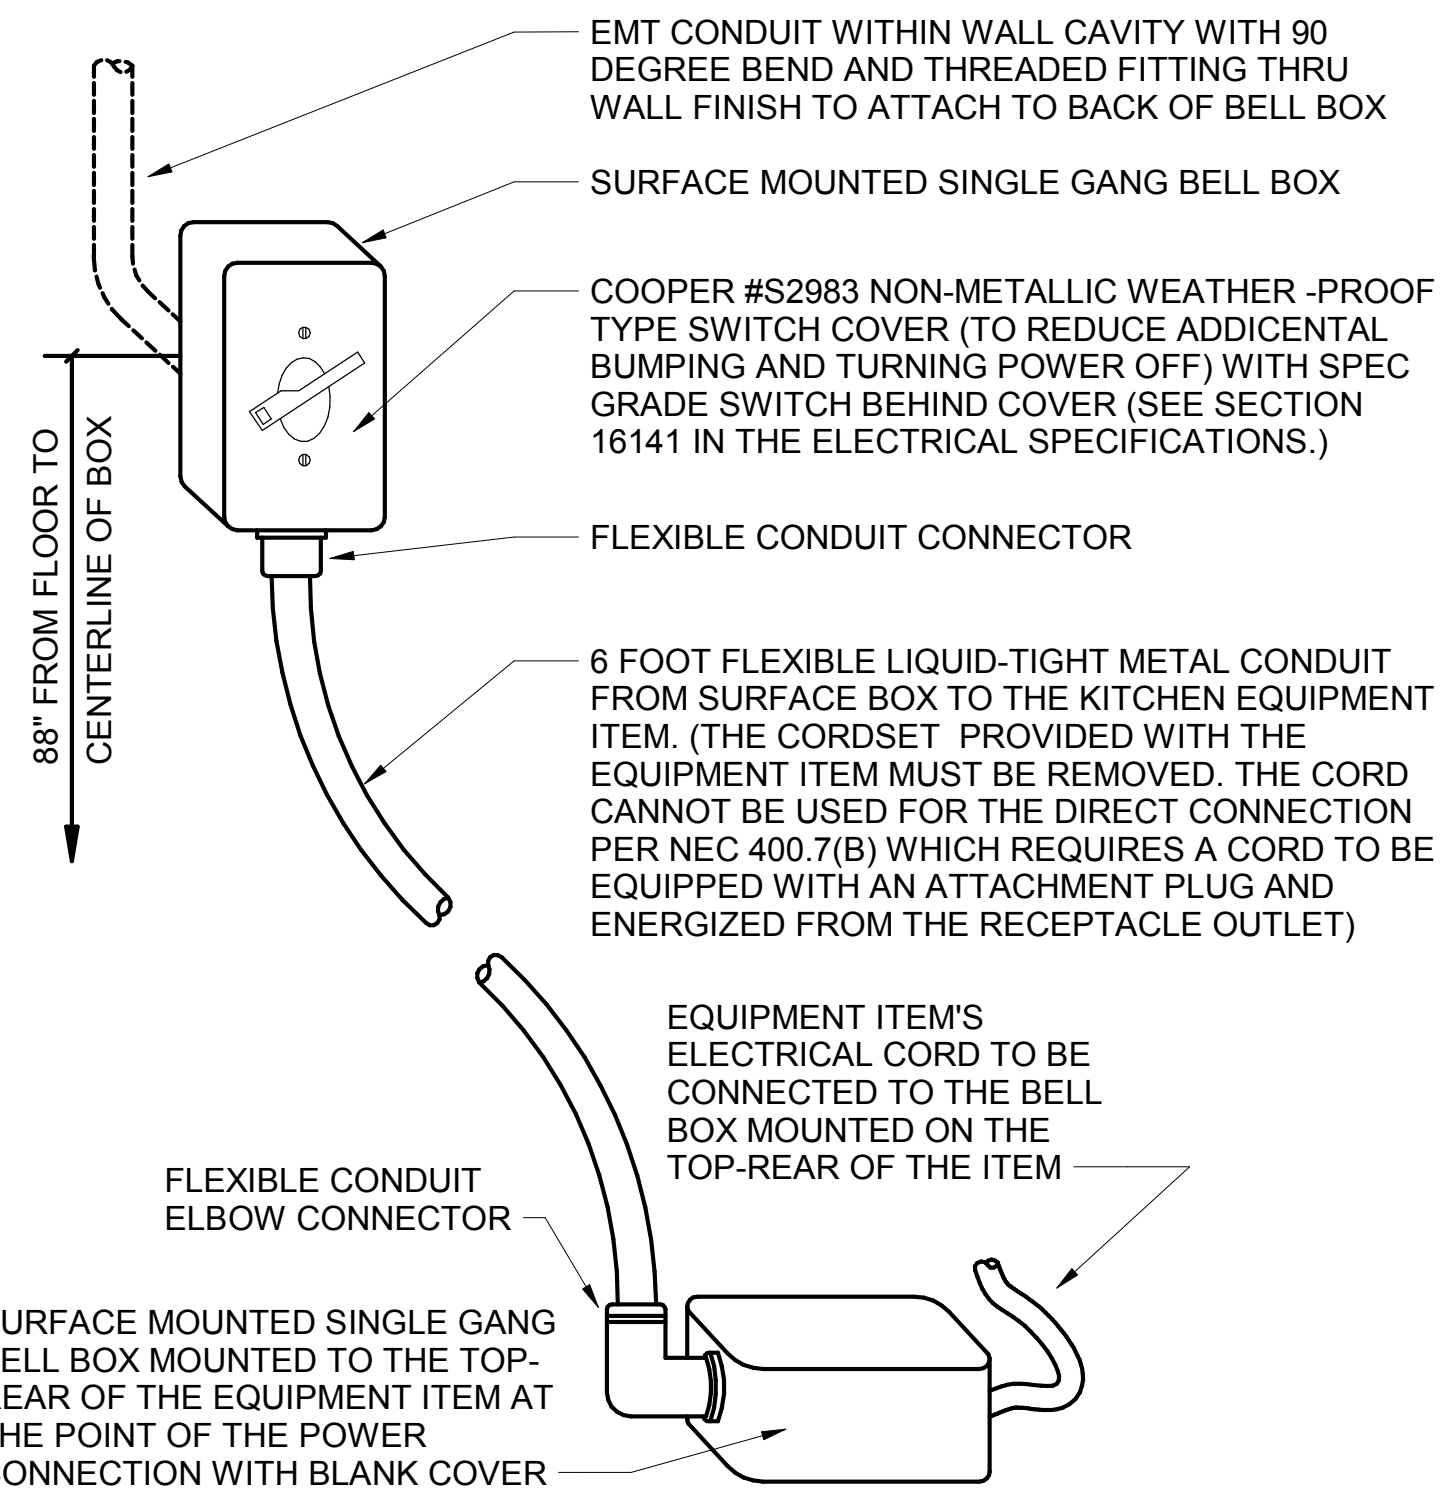 EMT CONDUIT WITHIN WALL CAVITY WITH 90
DEGREE BEND AND THREADED FITTING THRU
WALL FINISH TO ATTACH TO BACK OF BELL BOX
SURFACE MOUNTED SINGLE GANG BELL BOX
COOPER #S2983 NON-METALLIC WEATHER -PROOF
TYPE SWITCH COVER (TO REDUCE ADDICENTAL
BUMPING AND TURNING POWER OFF) WITH SPEC
GRADE SWITCH BEHIND COVER (SEE SECTION
16141 IN THE ELECTRICAL SPECIFICATIONS.)
88" FROM FLOOR TO
CENTERLINE OF BOX
FLEXIBLE CONDUIT CONNECTOR
6 FOOT FLEXIBLE LIQUID-TIGHT METAL CONDUIT
FROM SURFACE BOX TO THE KITCHEN EQUIPMENT
ITEM. (THE CORDSET  PROVIDED WITH THE
EQUIPMENT ITEM MUST BE REMOVED. THE CORD
CANNOT BE USED FOR THE DIRECT CONNECTION
PER NEC 400.7(B) WHICH REQUIRES A CORD TO BE
EQUIPPED WITH AN ATTACHMENT PLUG AND
ENERGIZED FROM THE RECEPTACLE OUTLET)
EQUIPMENT ITEM'S
ELECTRICAL CORD TO BE
CONNECTED TO THE BELL
BOX MOUNTED ON THE
TOP-REAR OF THE ITEM
FLEXIBLE CONDUIT
ELBOW CONNECTOR
URFACE MOUNTED SINGLE GANG
ELL BOX MOUNTED TO THE TOP-
EAR OF THE EQUIPMENT ITEM AT
HE POINT OF THE POWER
ONNECTION WITH BLANK COVER